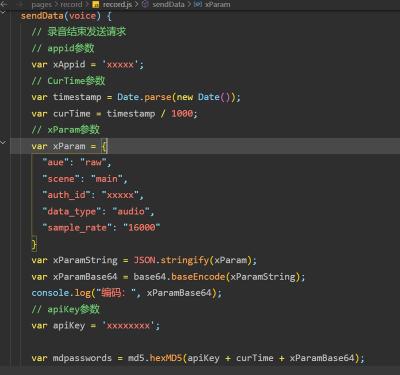 pages > record > record.js > sendData > xParam
sendData(voice) {
// 录音结束发送请求
// appid参数
var xAppid = 'xxxxx';
// CurTime参数
var timestamp = Date.parse(new Date());
var curTime = timestamp / 1000;
// xParam参数
var xParam = {
"aue": "raw",
"scene": "main",
"auth_id": "xxxxx",
"data_type": "audio",
"sample_rate": "16000"
}
var xParamString = JSON.stringify(xParam);
var xParamBase64 = base64.baseEncode(xParamString);
console.log("编码: ", xParamBase64);
// apiKey参数
var apiKey = 'xxxxxxxx';
var mdpasswords = md5.hexMD5(apiKey + curTime + xParamBase64);